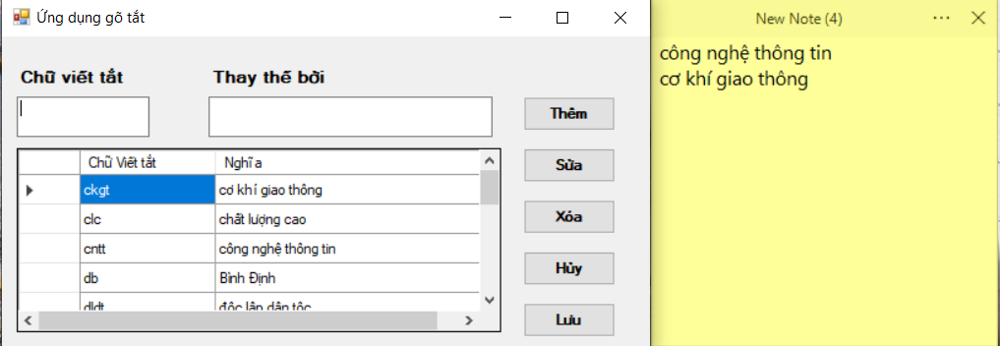 Ứng dụng gõ tắt
Chữ viết tắt
Thay thế bởi
Thêm
Sửa
Xóa
Hủy
Lưu
Chữ Viết tắt Nghĩa
ckgt cơ khí giao thông
clc chất lượng cao
cntt công nghệ thông tin
db Bình Định
dldt độc lập dân tộc
New Note (4)
công nghệ thông tin
cơ khí giao thông